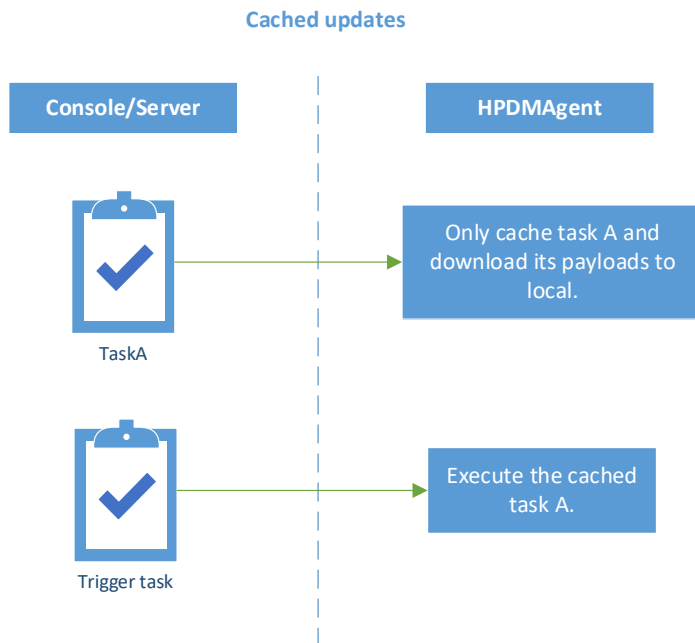 Cached updates
Console/Server
HPDMAgent
Only cache task A and
download its payloads to
local.
TaskA
Execute the cached
task A.
Trigger task